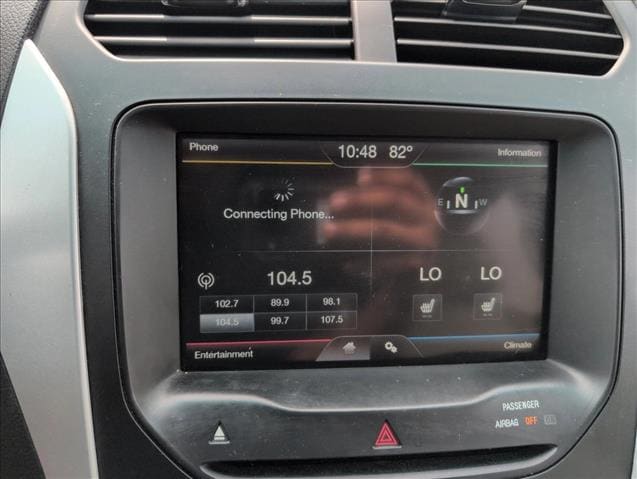 Phone 10:48 82° Information
Connecting Phone...
E N W
104.5 LO LO
102.7 89.9 98.1
104.5 99.7 107.5
Entertainment Climate
PASSENGER
AIRBAG OFF